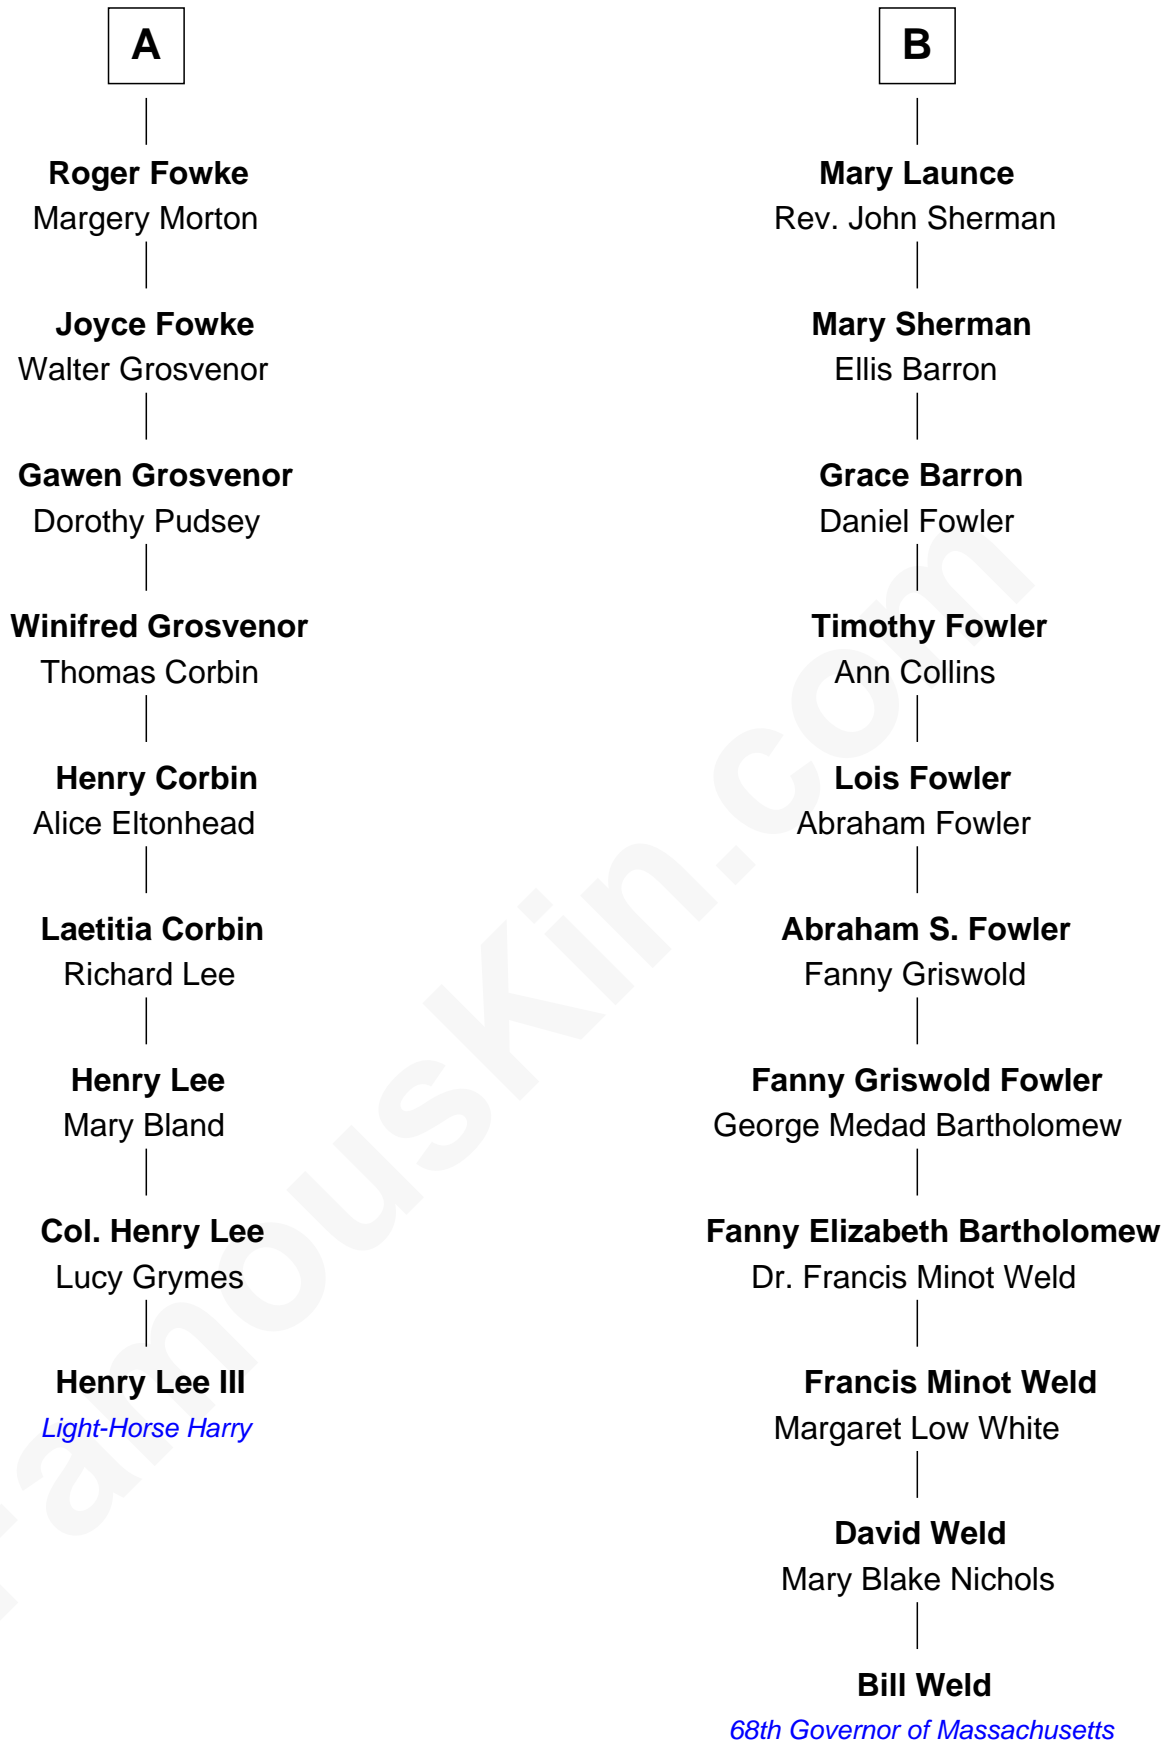 A
Roger Fowke
Margery Morton
Joyce Fowke
Walter Grosvenor
Gawen Grosvenor
Dorothy Pudsey
Winifred Grosvenor
Thomas Corbin
Henry Corbin
Alice Eltonhead
Laetitia Corbin
Richard Lee
Henry Lee
Mary Bland
Col. Henry Lee
Lucy Grymes
Henry Lee III
Light-Horse Harry
B
Mary Launce
Rev. John Sherman
Mary Sherman
Ellis Barron
Grace Barron
Daniel Fowler
Timothy Fowler
Ann Collins
Lois Fowler
Abraham Fowler
Abraham S. Fowler
Fanny Griswold
Fanny Griswold Fowler
George Medad Bartholomew
Fanny Elizabeth Bartholomew
Dr. Francis Minot Weld
Francis Minot Weld
Margaret Low White
David Weld
Mary Blake Nichols
Bill Weld
68th Governor of Massachusetts
FamousKin.com